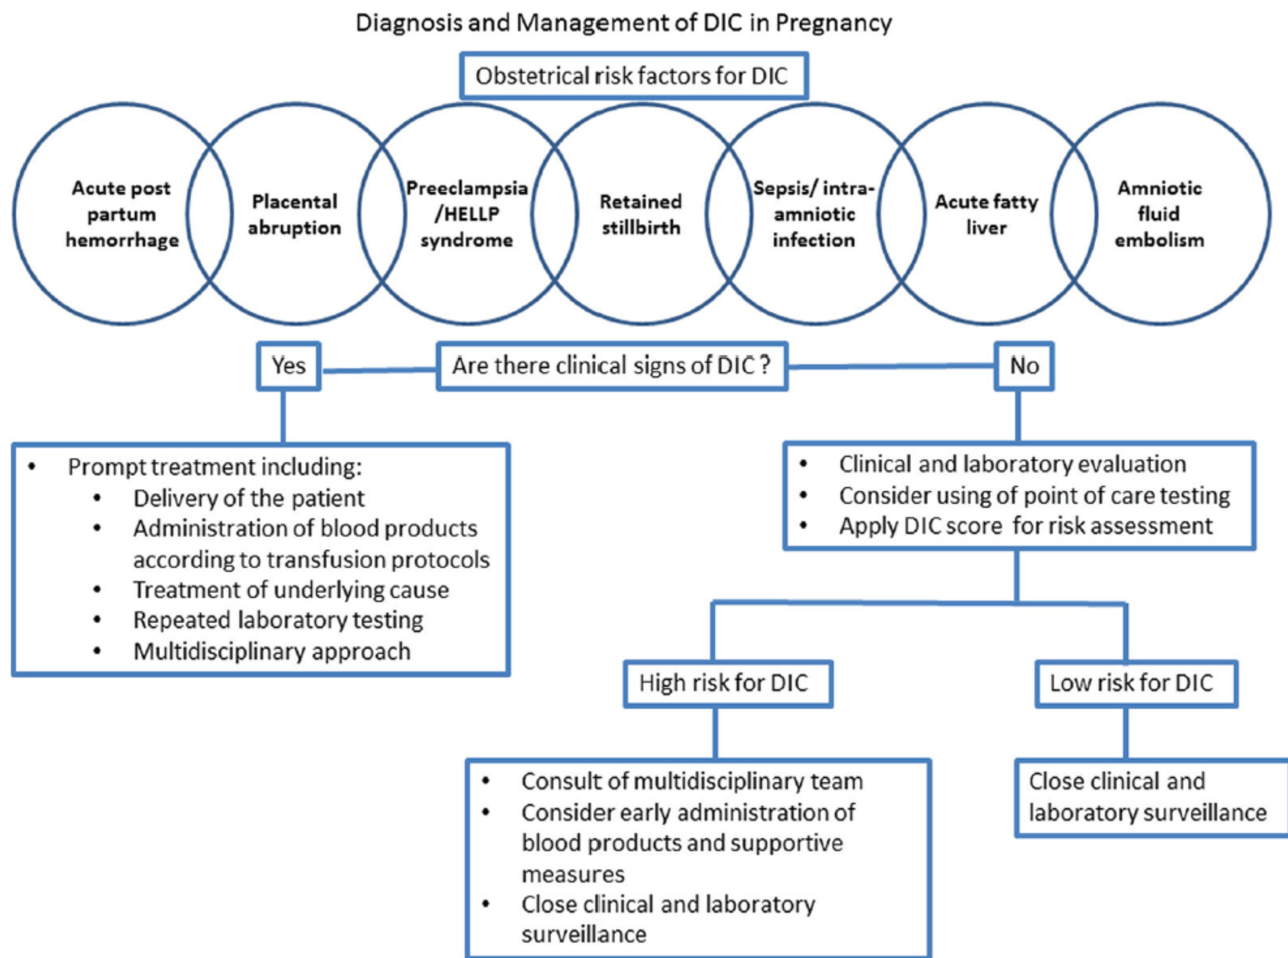 Diagnosis and Management of DIC in Pregnancy
Obstetrical risk factors for DIC
Acute post
partum
hemorrhage
Placental
abruption
Preeclampsia
/HELLP
syndrome
Retained
stillbirth
Sepsis/ intra-
amniotic
infection
Acute fatty
liver
Amniotic
fluid
embolism
Yes
Are there clinical signs of DIC ?
No
• Prompt treatment including:
• Delivery of the patient
• Administration of blood products
according to transfusion protocols
• Treatment of underlying cause
• Repeated laboratory testing
• Multidisciplinary approach
• Clinical and laboratory evaluation
• Consider using of point of care testing
• Apply DIC score for risk assessment
High risk for DIC
Low risk for DIC
• Consult of multidisciplinary team
• Consider early administration of
blood products and supportive
measures
• Close clinical and laboratory
surveillance
Close clinical and
laboratory surveillance